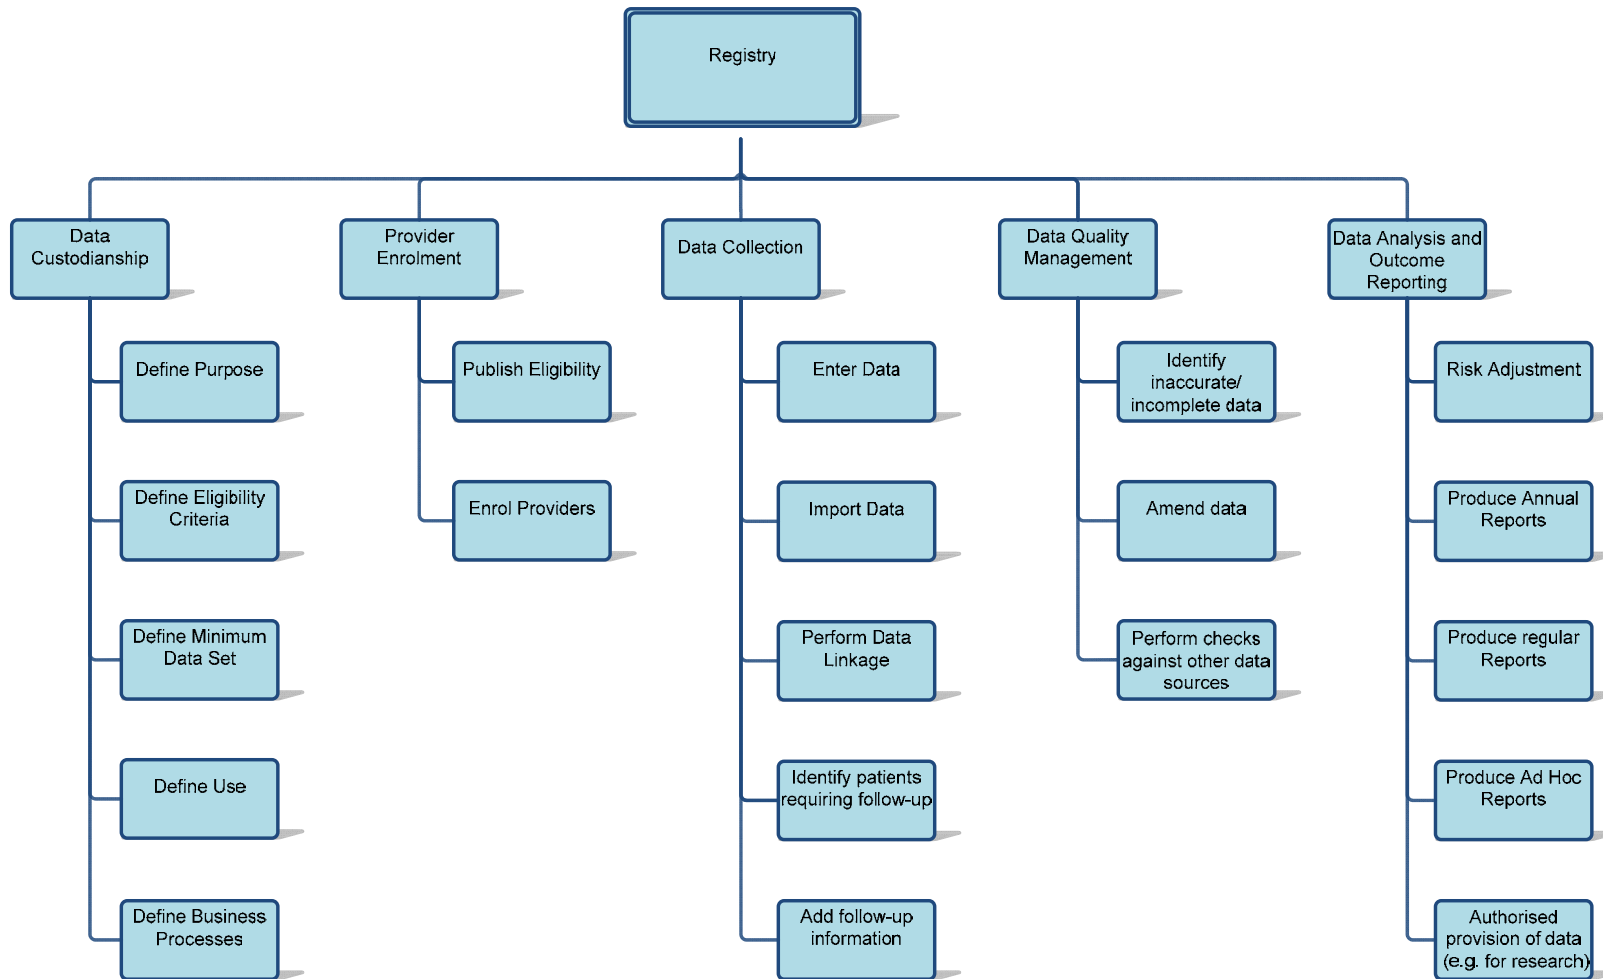 Registry
Data
Custodianship
Provider
Enrolment
Data Collection
Data Quality
Management
Data Analysis and
Outcome
Reporting
Define Purpose
Define Eligibility
Criteria
Define Minimum
Data Set
Define Use
Define Business
Processes
Publish Eligibility
Enrol Providers
Enter Data
Import Data
Perform Data
Linkage
Identify patients
requiring follow-up
Add follow-up
information
Identify
inaccurate/
incomplete data
Amend data
Perform checks
against other data
sources
Risk Adjustment
Produce Annual
Reports
Produce regular
Reports
Produce Ad Hoc
Reports
Authorised
provision of data
(e.g. for research)